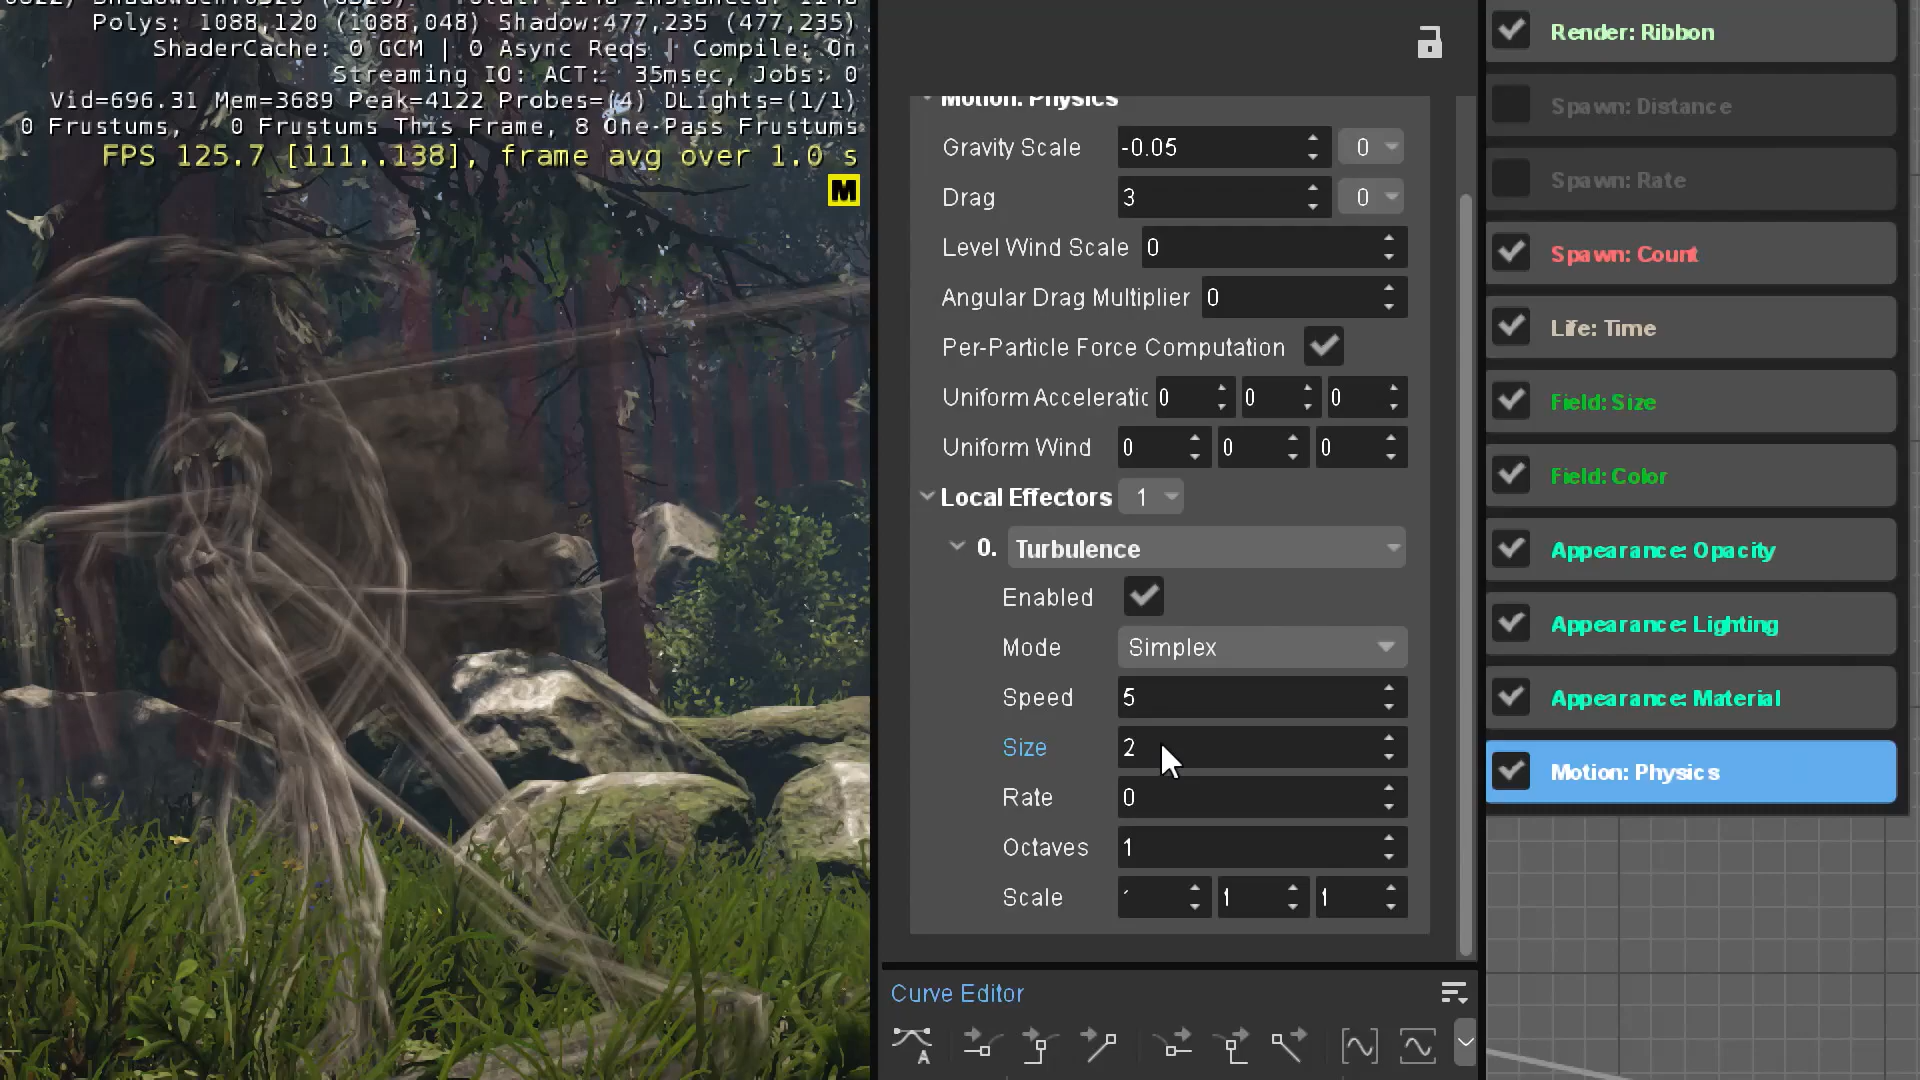 Polys: 1088,120 (1088,048) Shadow:477,235 (477,235)
ShaderCache: 0 GCM | 0 Async Reqs | Compile: On
Streaming IO: ACT: 35msec, Jobs: 0
Vid=696.31 Mem=3689 Peak=4122 Probes=(4) DLights=(1/1)
0 Frustums, 0 Frustums This Frame, 8 One-Pass Frustums
FPS 125.7 [111..138], frame avg over 1.0 s
M
Motion: Physics
Gravity Scale -0.05 0
Drag 3 0
Level Wind Scale 0
Angular Drag Multiplier 0
Per-Particle Force Computation
Uniform Acceleratic 0 0 0
Uniform Wind 0 0 0
Local Effectors 1
0. Turbulence
Enabled
Mode Simplex
Speed 5
Size 2
Rate 0
Octaves 1
Scale 1 1
Curve Editor
A
Render: Ribbon
Spawn: Distance
Spawn: Rate
Spawn: Count
Life: Time
Field: Size
Field: Color
Appearance: Opacity
Appearance: Lighting
Appearance: Material
Motion: Physics